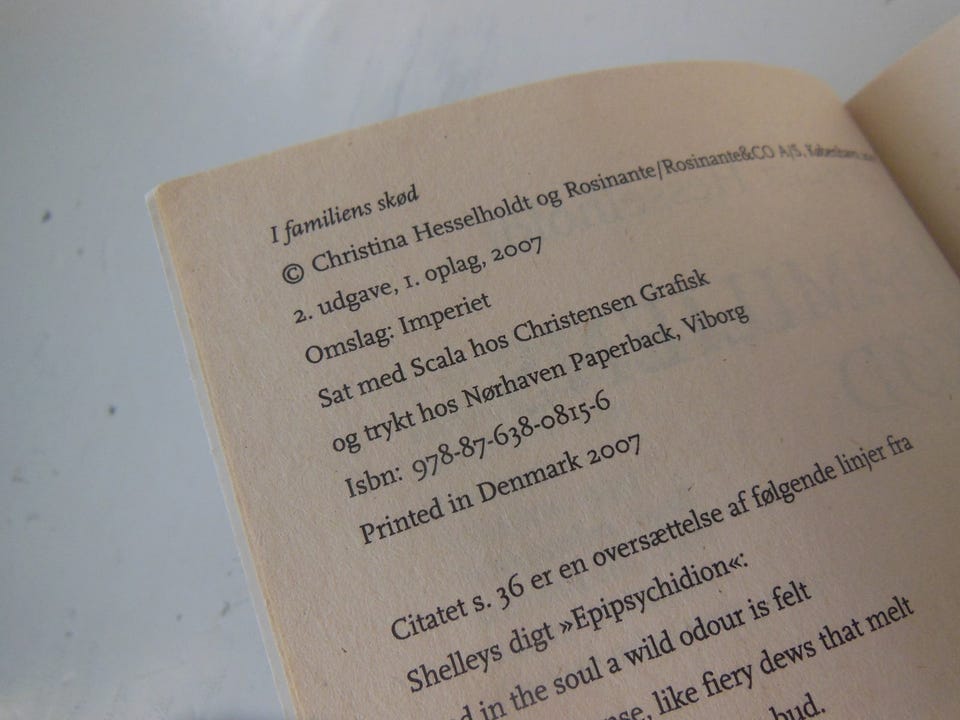 I familiens skød
© Christina Hesselholdt og Rosinante/Rosinante&CO A/S, København
2. udgave, 1. oplag, 2007
Omslag: Imperiet
Sat med Scala hos Christensen Grafisk
og trykt hos Nørhaven Paperback, Viborg
Isbn: 978-87-638-0815-6
Printed in Denmark 2007
Citatet s. 36 er en oversættelse af følgende linjer fra
Shelleys digt »Epipsychidion«:
in the soul a wild odour is felt
like fiery dews that melt
bud.